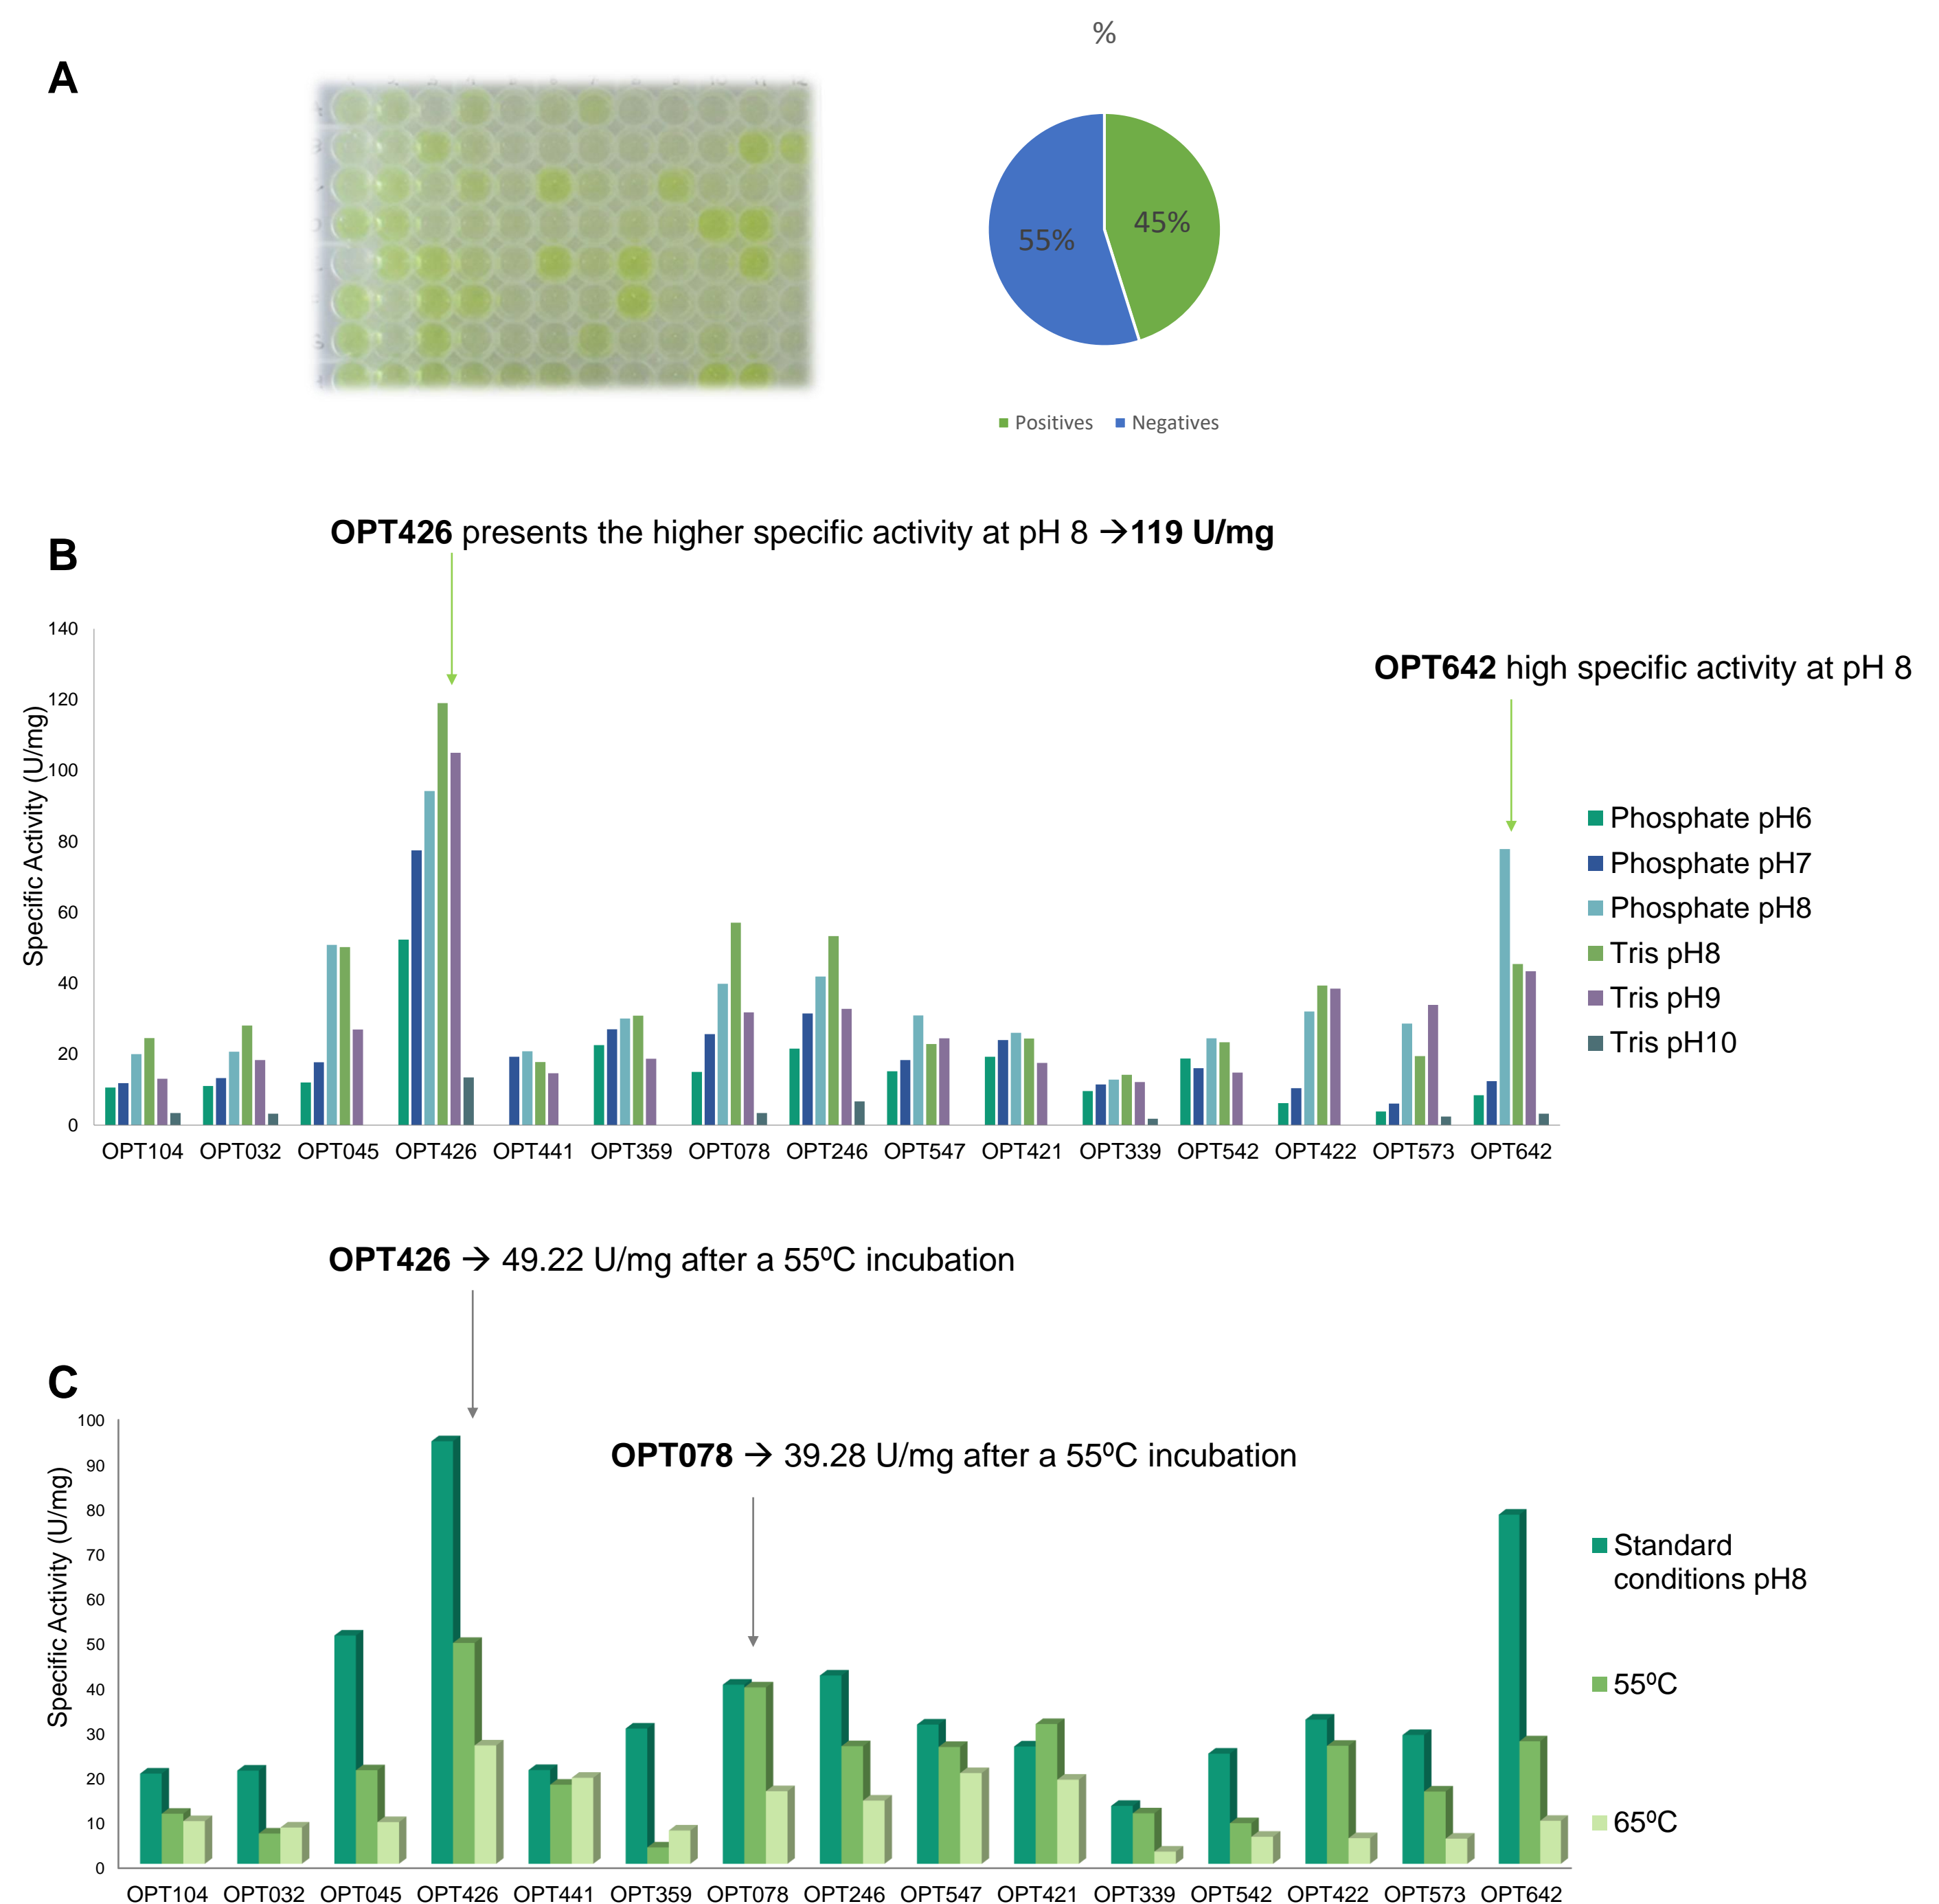 %
A
55%
45%
Positives
Negatives
OPT426 presents the higher specific activity at pH 8 →119 U/mg
B
OPT642 high specific activity at pH 8
Specific Activity (U/mg)
140
120
100
80
60
40
20
0
OPT104 OPT032 OPT045 OPT426 OPT441 OPT359 OPT078 OPT246 OPT547 OPT421 OPT339 OPT542 OPT422 OPT573 OPT642
Phosphate pH6
Phosphate pH7
Phosphate pH8
Tris pH8
Tris pH9
Tris pH10
OPT426 → 49.22 U/mg after a 55ºC incubation
C
OPT078 → 39.28 U/mg after a 55ºC incubation
Specific Activity (U/mg)
100
90
80
70
60
50
40
30
20
10
0
OPT104 OPT032 OPT045 OPT426 OPT441 OPT359 OPT078 OPT246 OPT547 OPT421 OPT339 OPT542 OPT422 OPT573 OPT642
Standard
conditions pH8
55ºC
65ºC